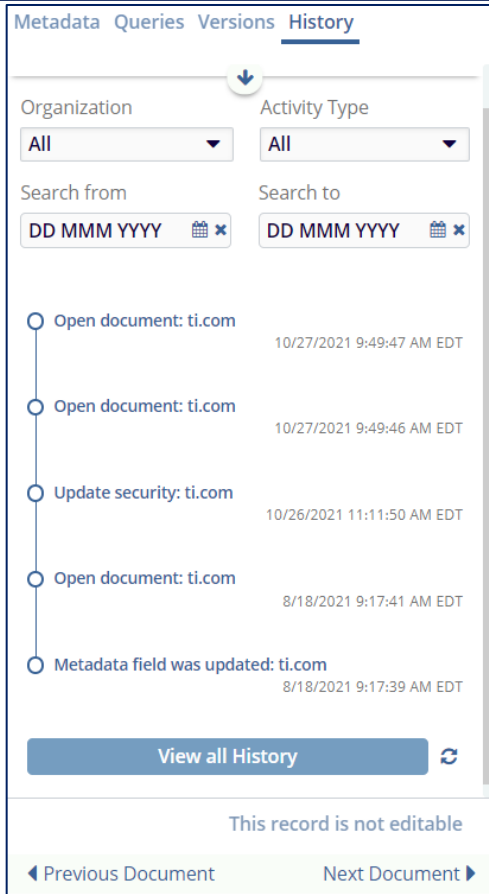 Metadata Queries Versions History
Organization Activity Type
All All
Search from Search to
DD MMM YYYY DD MMM YYYY
Open document: ti.com
10/27/2021 9:49:47 AM EDT
Open document: ti.com
10/27/2021 9:49:46 AM EDT
Update security: ti.com
10/26/2021 11:11:50 AM EDT
Open document: ti.com
8/18/2021 9:17:41 AM EDT
Metadata field was updated: ti.com
8/18/2021 9:17:39 AM EDT
View all History
This record is not editable
Previous Document Next Document